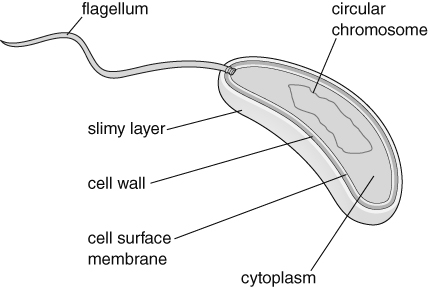 flagellum
circular
chromosome
slimy layer
cell wall
cell surface
membrane
cytoplasm